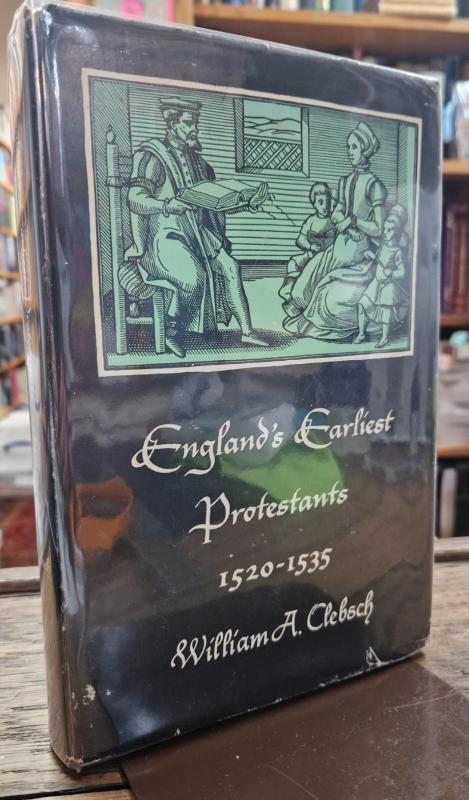 England's Earliest
Protestants
1520-1535
William A. Clebsch